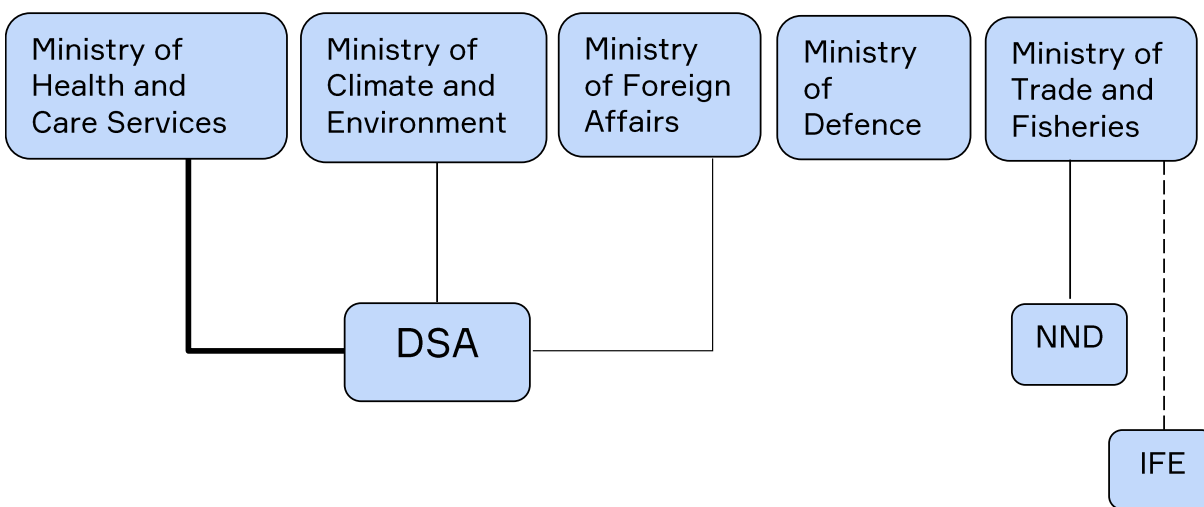 Ministry of
Health and
Care Services
Ministry of
Climate and
Environment
Ministry
of Foreign
Affairs
Ministry
of
Defence
Ministry of
Trade and
Fisheries
DSA
NND
IFE